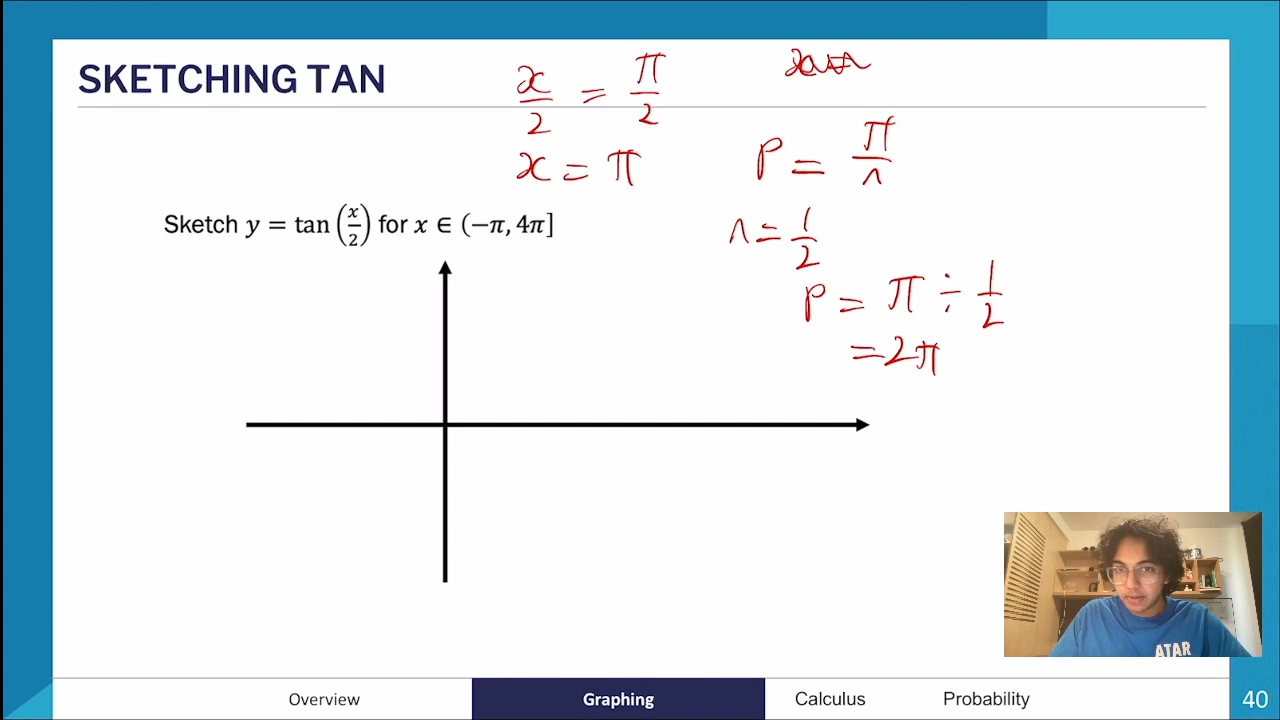 SKETCHING TAN
x/2 = π/2
x = π
P = π/n
n = 1/2
P = π ÷ 1/2
= 2π
Sketch y = tan (x/2) for x ∈ (−π, 4π]
ATAR
Overview Graphing Calculus Probability 40